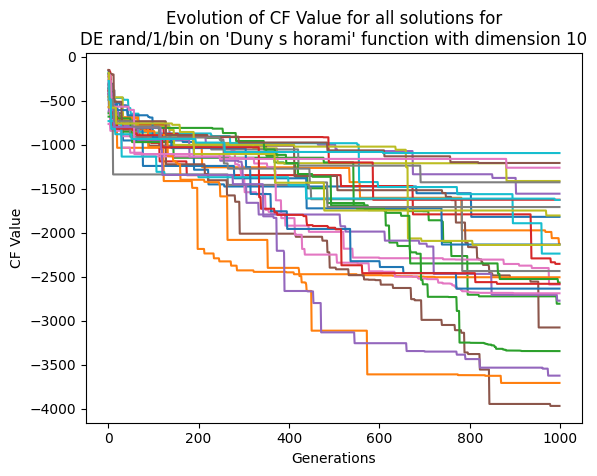 Evolution of CF Value for all solutions for
DE rand/1/bin on 'Duny s horami' function with dimension 10
0
−500
−1000
−1500
−2000
−2500
−3000
−3500
−4000
CF Value
0 200 400 600 800 1000
Generations